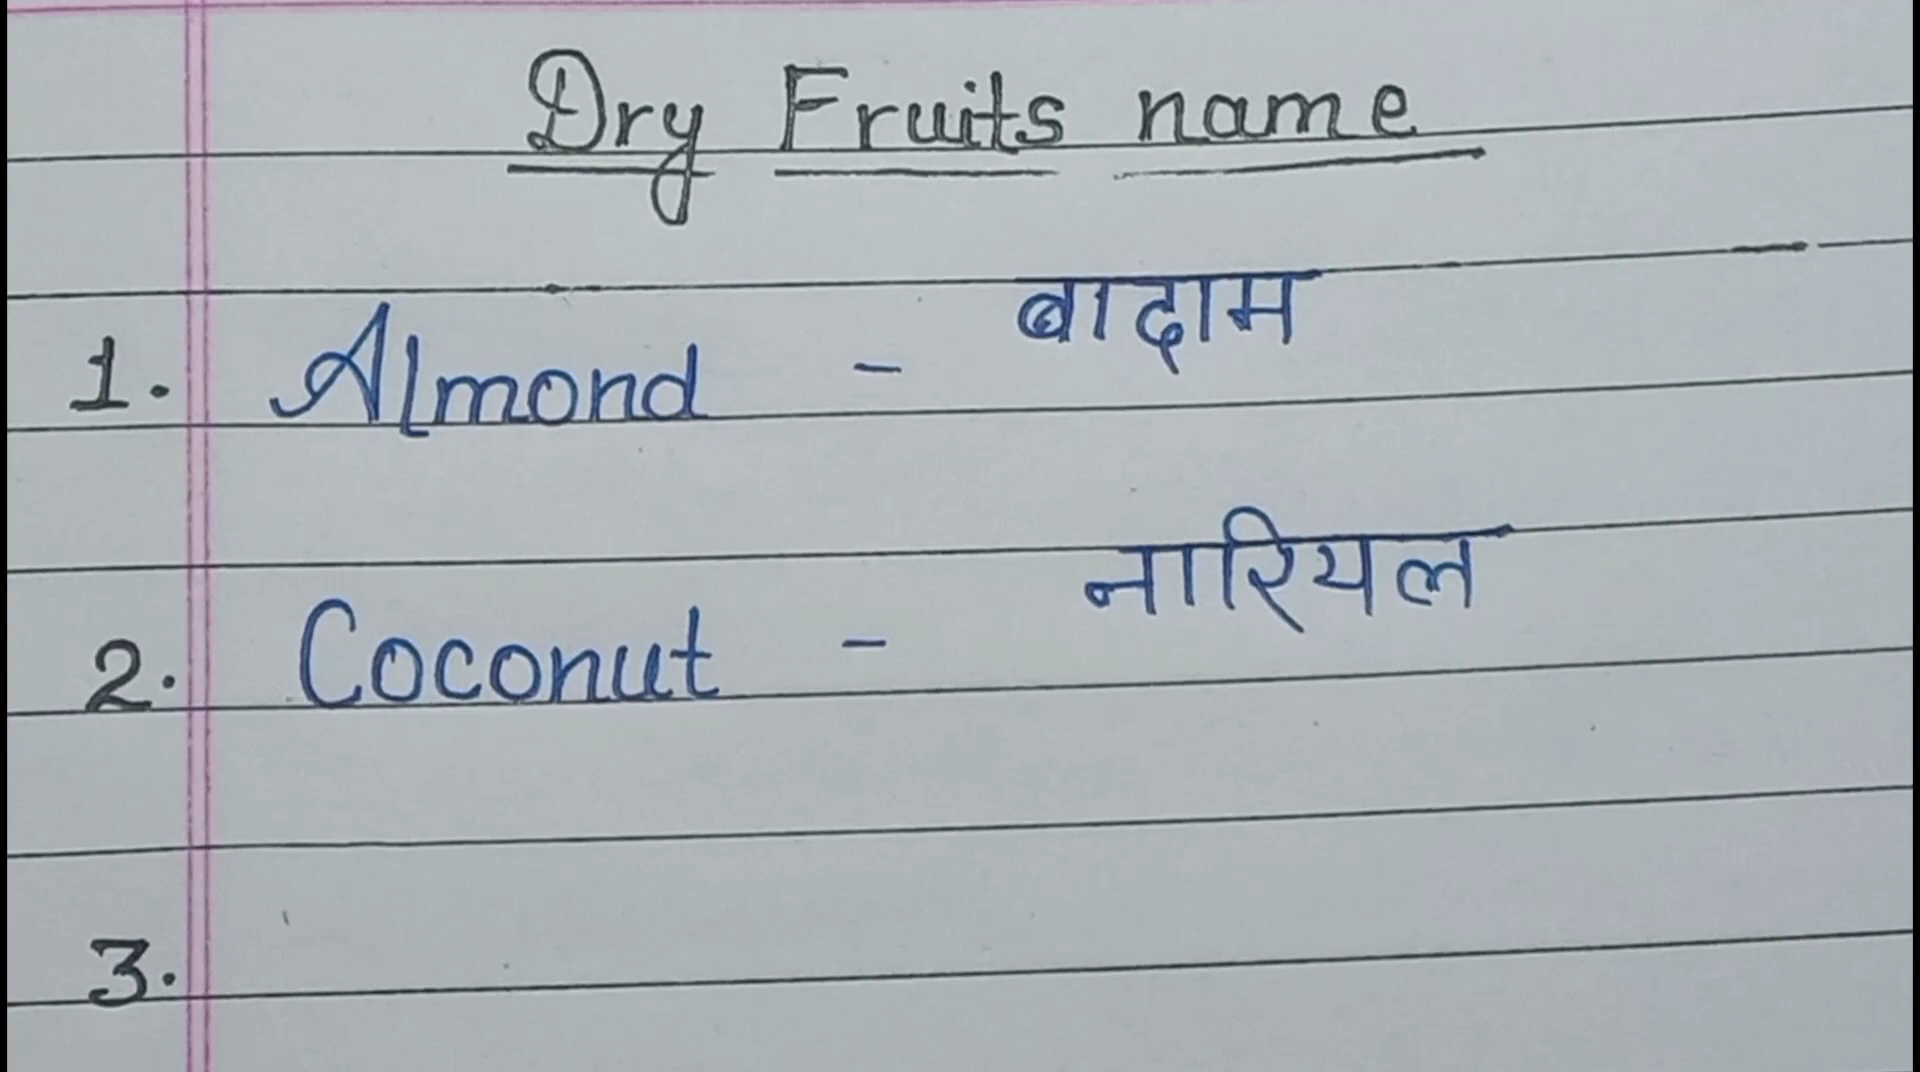 Dry Fruits name
1. Almond - बादाम
2. Coconut - नारियल
3.